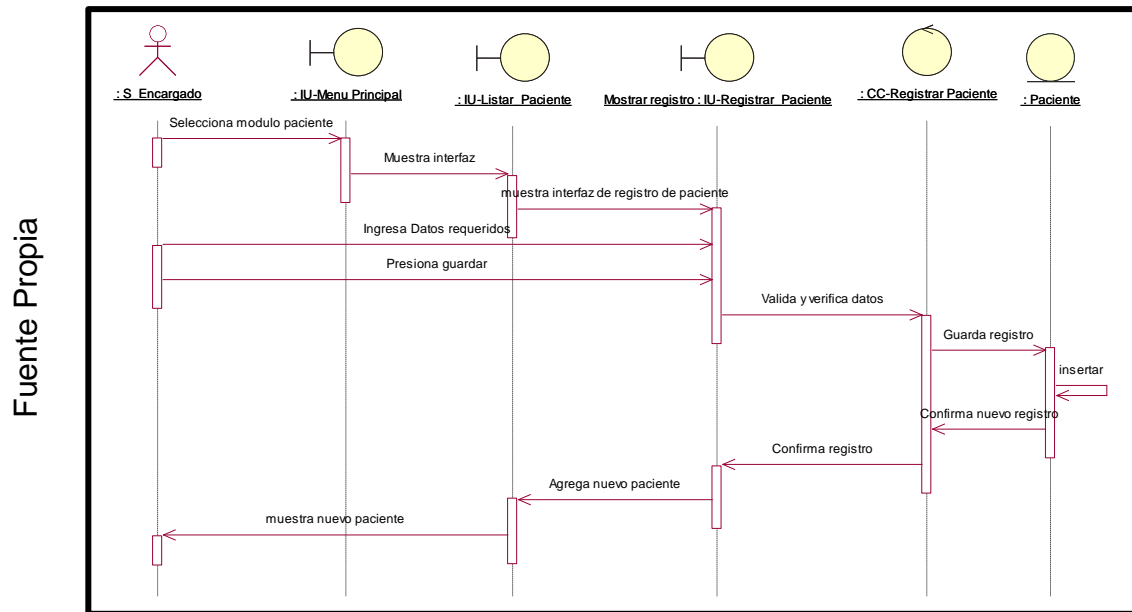 Fuente Propia
: S_Encargado
: IU-Menu Principal
: IU-Listar_Paciente
Mostrar registro : IU-Registrar_Paciente
: CC-Registrar Paciente
: Paciente
Selecciona modulo paciente
Muestra interfaz
muestra interfaz de registro de paciente
Ingresa Datos requeridos
Presiona guardar
Valida y verifica datos
Guarda registro
insertar
Confirma nuevo registro
Confirma registro
Agrega nuevo paciente
muestra nuevo paciente